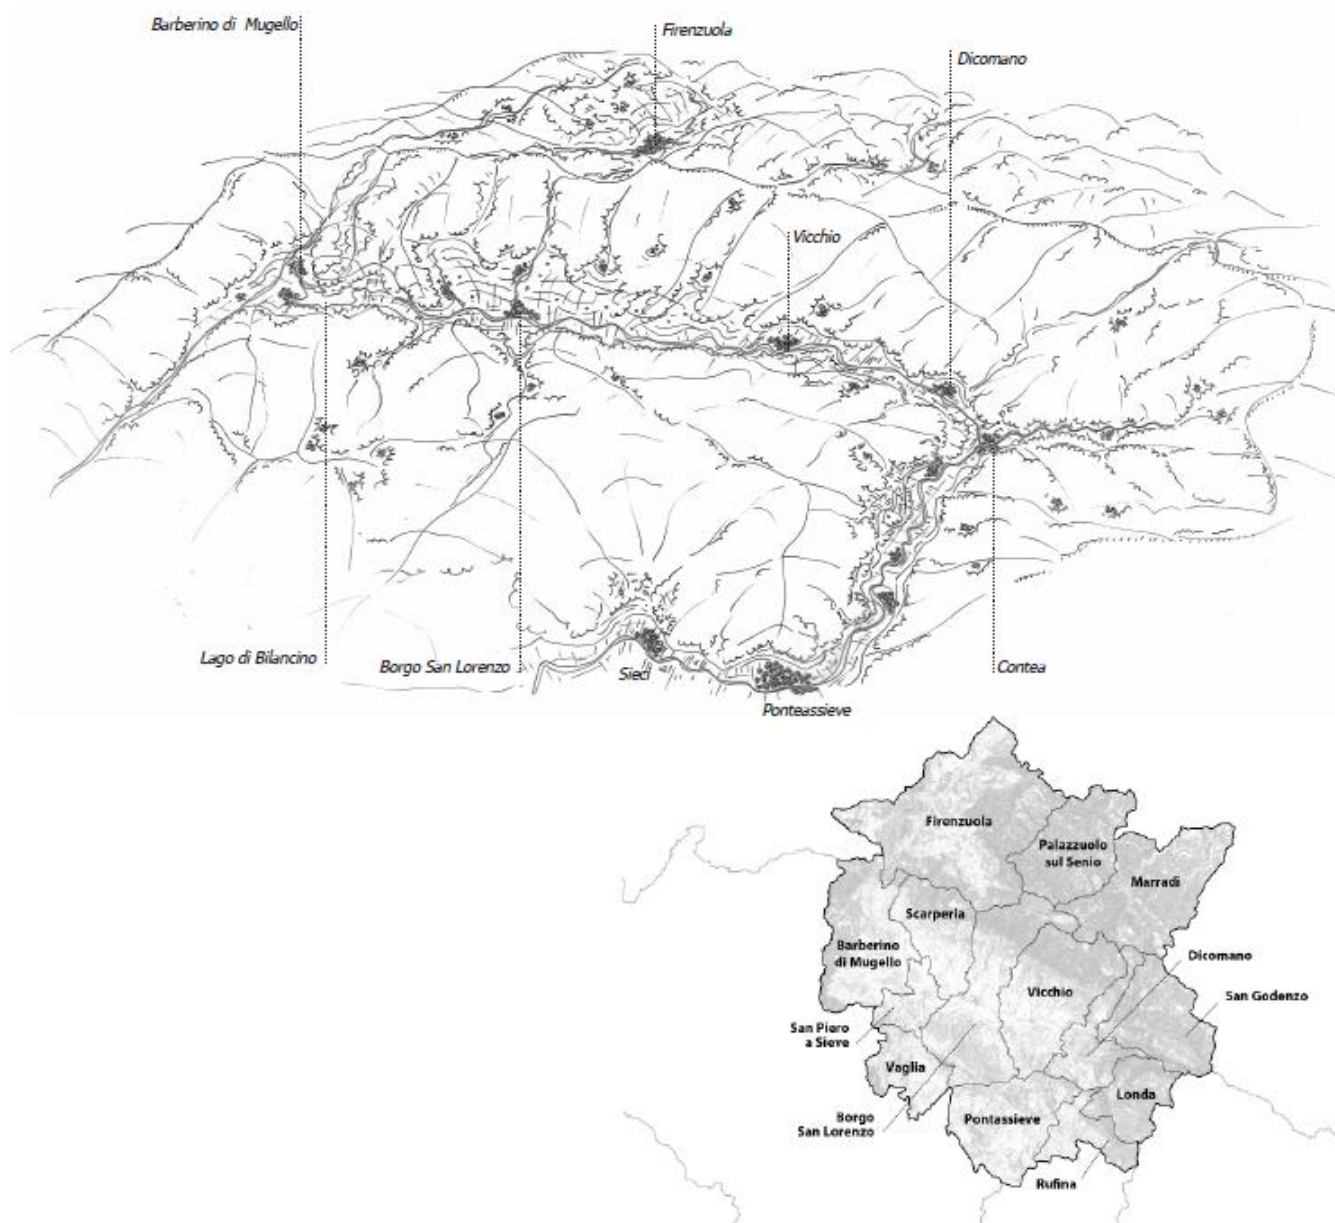 Barberino di Mugello
Firenzuola
Dicomano
Vicchio
Lago di Bilancino
Borgo San Lorenzo
Sieci
Contea
Ponteassieve
Firenzuola
Palazzuolo
sul Senio
Marradi
Scarperia
Barberino
di Mugello
Dicomano
Vicchio
San Godenzo
San Piero
a Sieve
Vaglia
Londa
Borgo
San Lorenzo
Pontassieve
Rufina